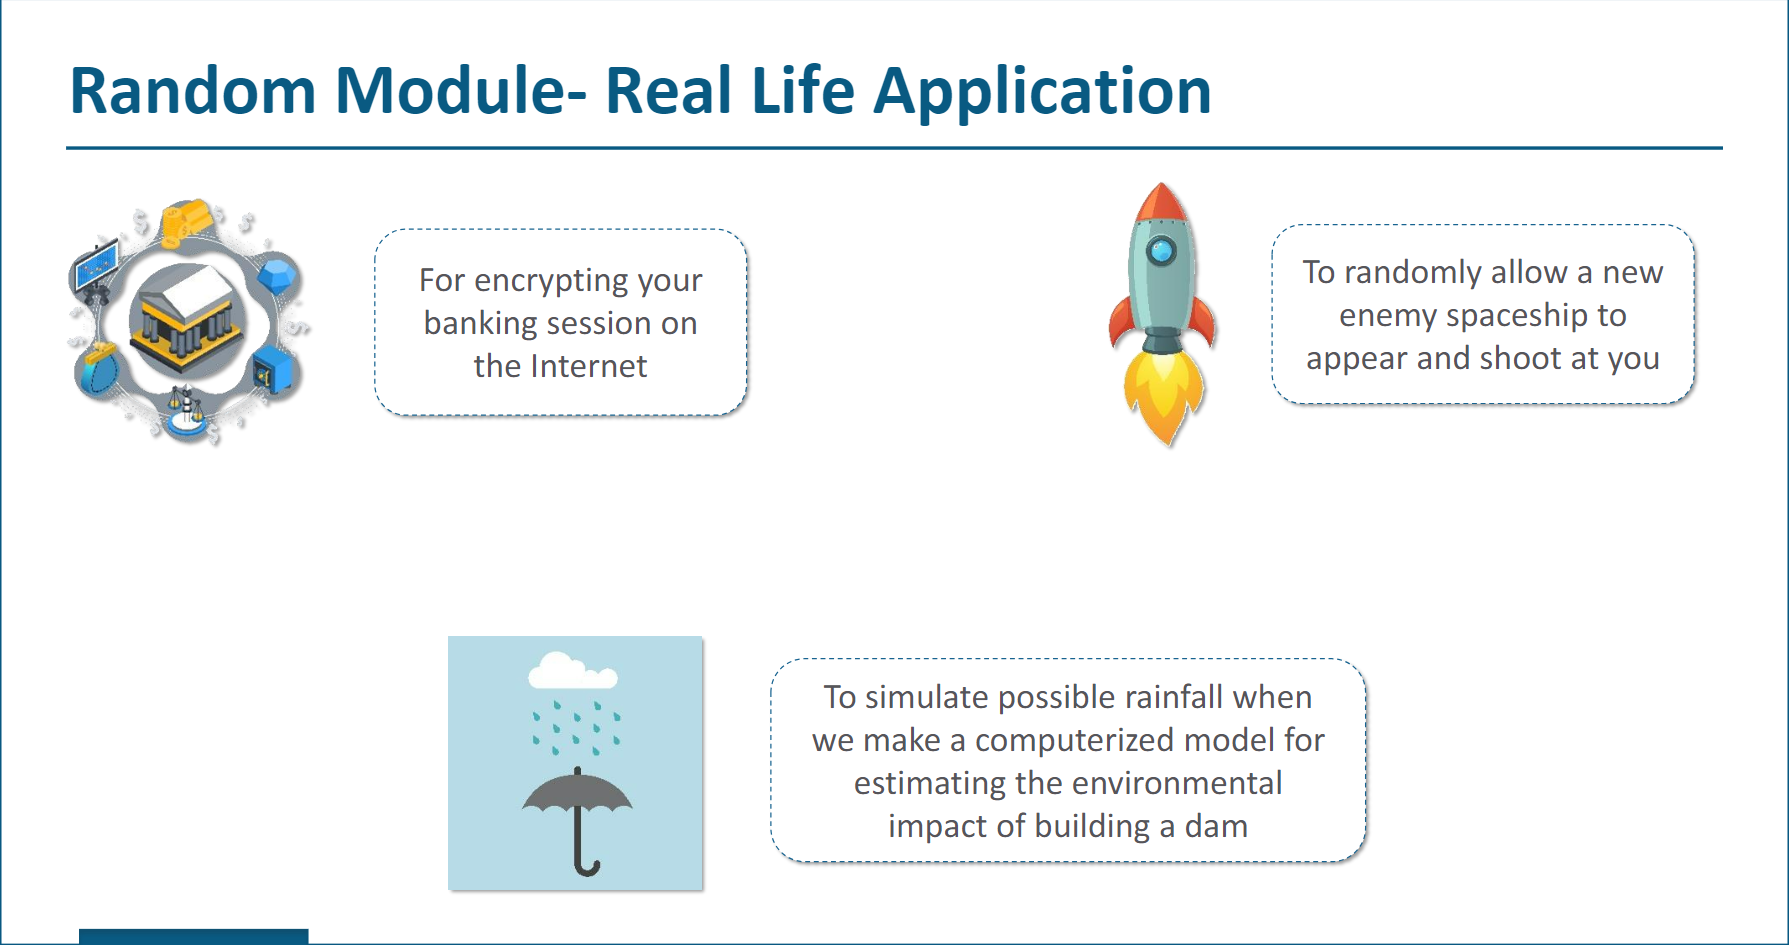 Random Module- Real Life Application
For encrypting your
banking session on
the Internet
To randomly allow a new
enemy spaceship to
appear and shoot at you
To simulate possible rainfall when
we make a computerized model for
estimating the environmental
impact of building a dam